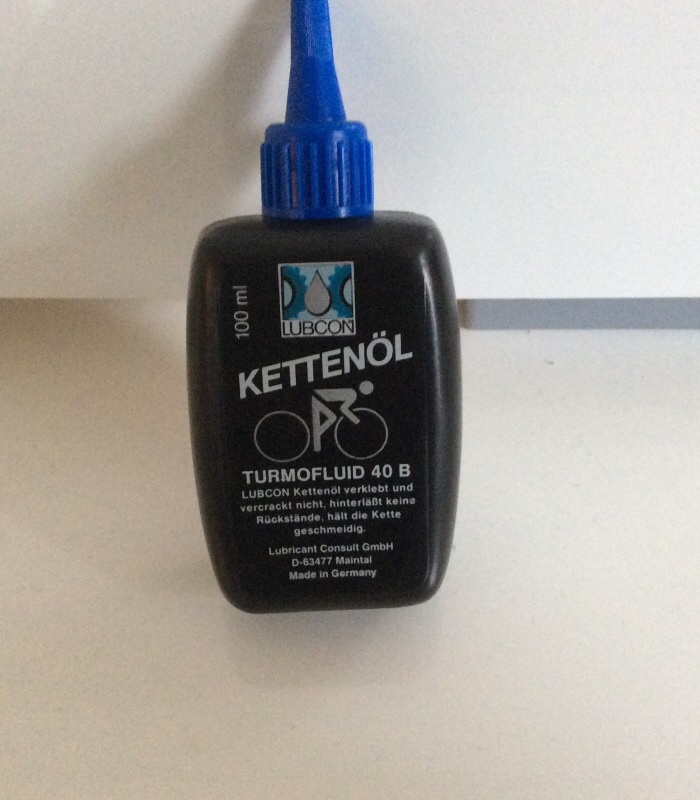 100 ml
LUBCON
KETTENÖL
TURMOFLUID 40 B
LUBCON Kettenöl verklebt und
vercrackt nicht, hinterläßt keine
Rückstände, hält die Kette
geschmeidig.
Lubricant Consult GmbH
D-63477 Maintal
Made in Germany